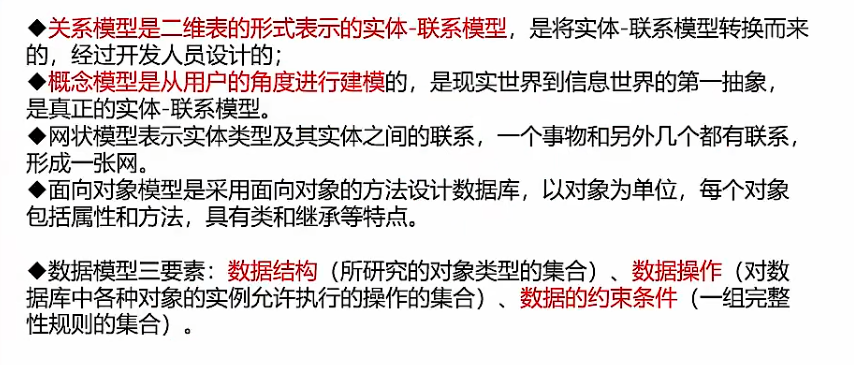 ◆关系模型是二维表的形式表示的实体-联系模型，是将实体-联系模型转换而来
的，经过开发人员设计的；
◆概念模型是从用户的角度进行建模的，是现实世界到信息世界的第一抽象，
是真正的实体-联系模型。
◆网状模型表示实体类型及其实体之间的联系，一个事物和另外几个都有联系，
形成一张网。
◆面向对象模型是采用面向对象的方法设计数据库，以对象为单位，每个对象
包括属性和方法，具有类和继承等特点。
◆数据模型三要素：数据结构（所研究的对象类型的集合）、数据操作（对数
据库中各种对象的实例允许执行的操作的集合）、数据的约束条件（一组完整
性规则的集合）。